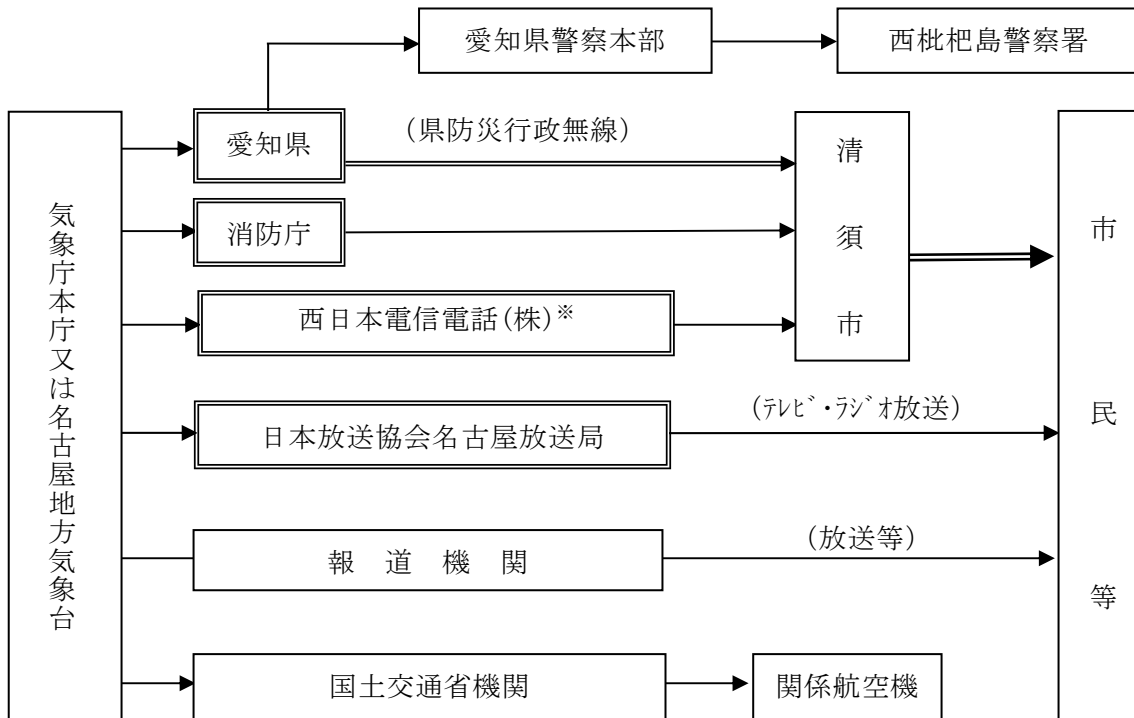 愛知県警察本部
西枇杷島警察署
気象庁本庁又は名古屋地方気象台
愛知県
(県防災行政無線)
清須市
市民等
消防庁
西日本電信電話(株)※
日本放送協会名古屋放送局
(ﾃﾚﾋﾞ・ﾗｼﾞｵ放送)
報道機関
(放送等)
国土交通省機関
関係航空機